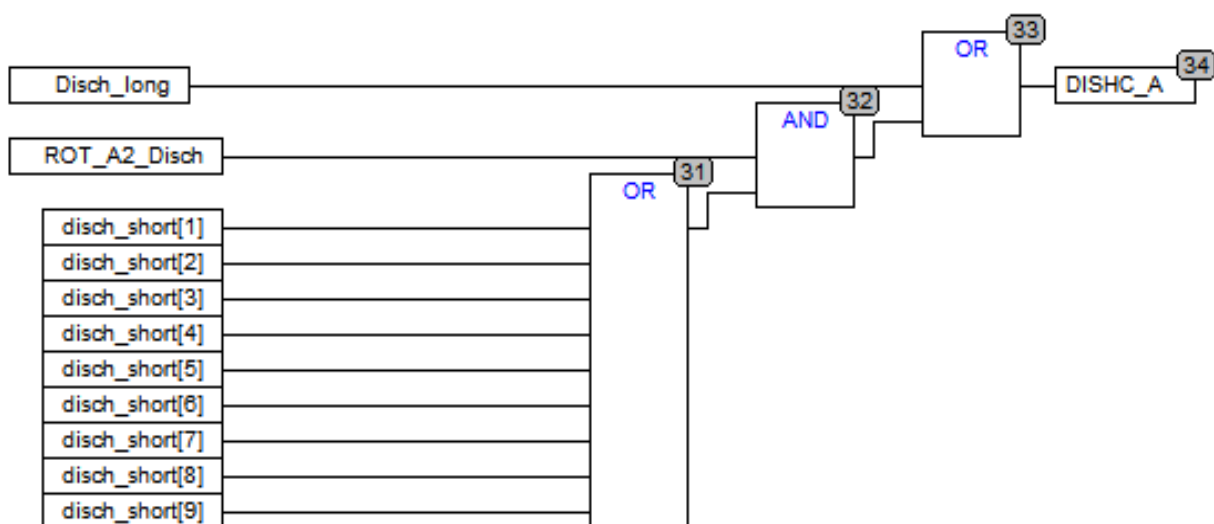 33
OR
34
Disch_long
DISHC_A
32
AND
ROT_A2_Disch
31
OR
disch_short[1]
disch_short[2]
disch_short[3]
disch_short[4]
disch_short[5]
disch_short[6]
disch_short[7]
disch_short[8]
disch_short[9]